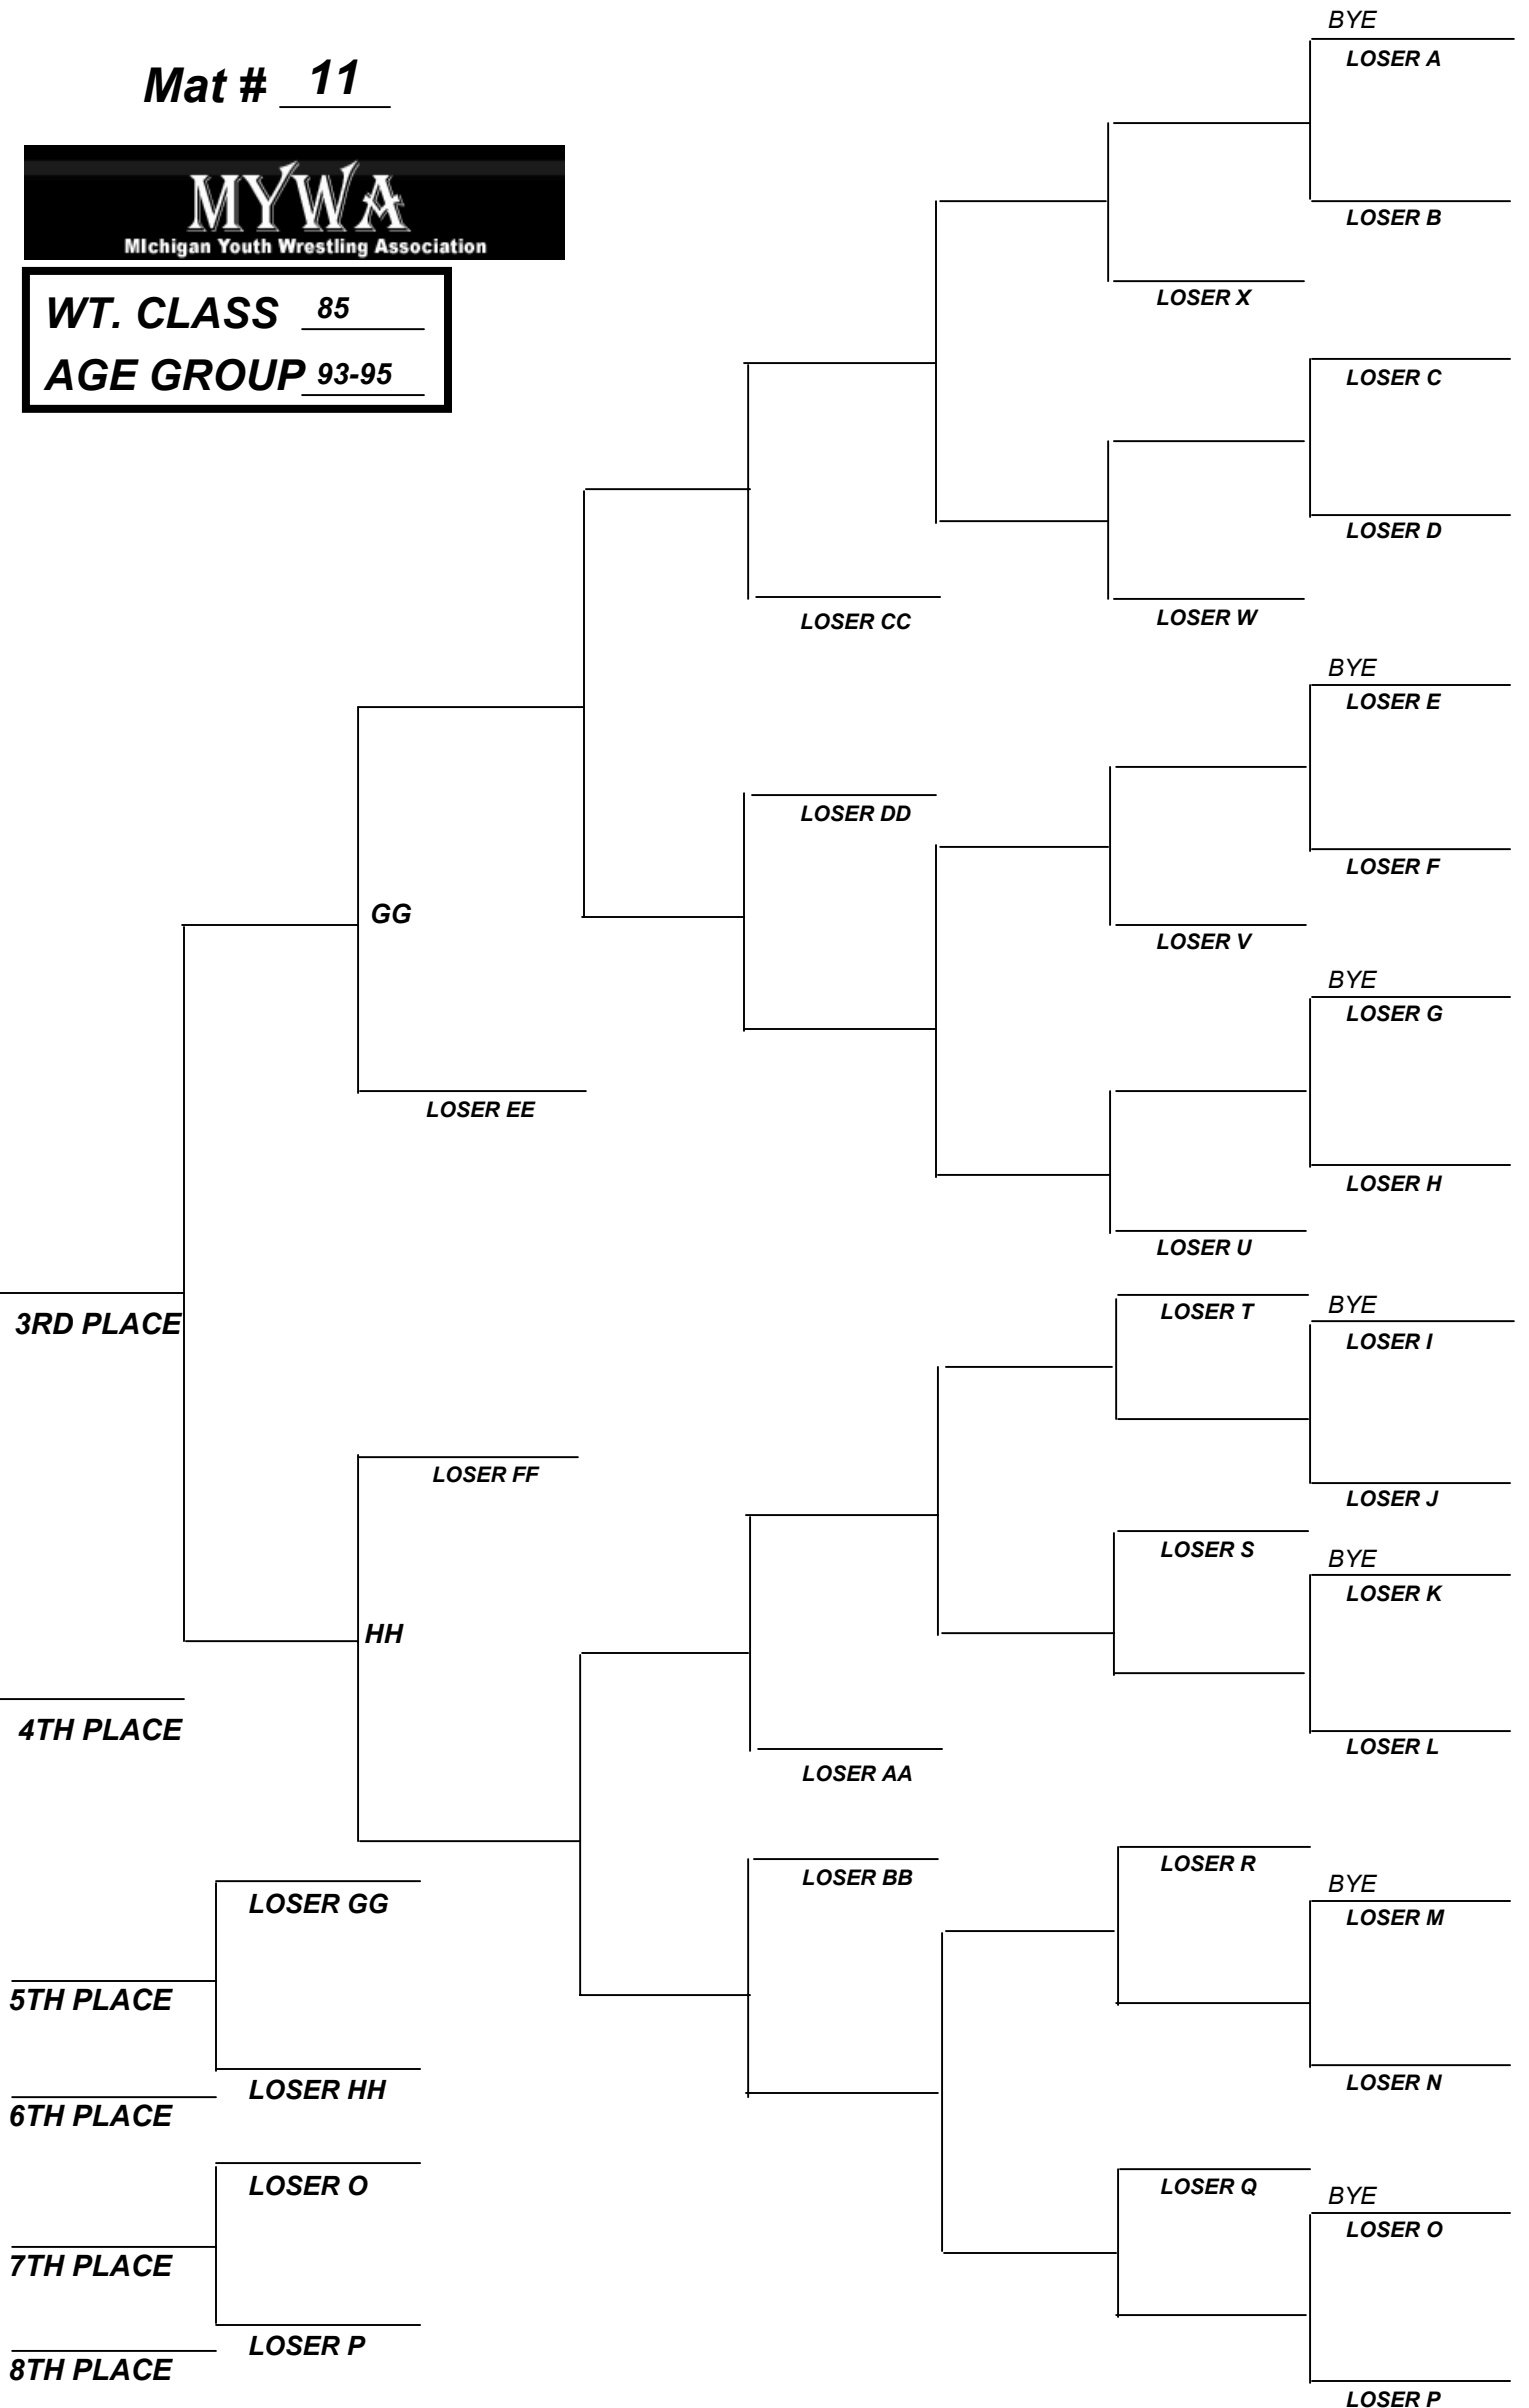 BYE
LOSER A
Mat # 11
MYWA
MIchigan Youth Wrestling Association
LOSER B
WT. CLASS 85
LOSER X
AGE GROUP 93-95
LOSER C
LOSER D
LOSER CC
LOSER W
BYE
LOSER E
LOSER DD
LOSER F
GG
LOSER V
BYE
LOSER G
LOSER EE
LOSER H
LOSER U
3RD PLACE
LOSER T
BYE
LOSER I
LOSER FF
LOSER J
LOSER S
BYE
LOSER K
HH
4TH PLACE
LOSER L
LOSER AA
LOSER BB
LOSER R
BYE
LOSER GG
LOSER M
5TH PLACE
LOSER HH
LOSER N
6TH PLACE
LOSER O
LOSER Q
BYE
LOSER O
7TH PLACE
LOSER P
8TH PLACE
LOSER P